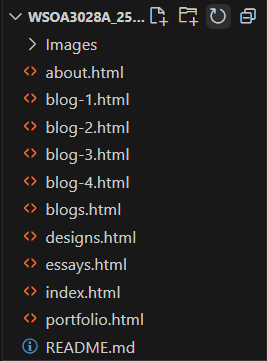 WSOA3028A_25...
Images
about.html
blog-1.html
blog-2.html
blog-3.html
blog-4.html
blogs.html
designs.html
essays.html
index.html
portfolio.html
README.md